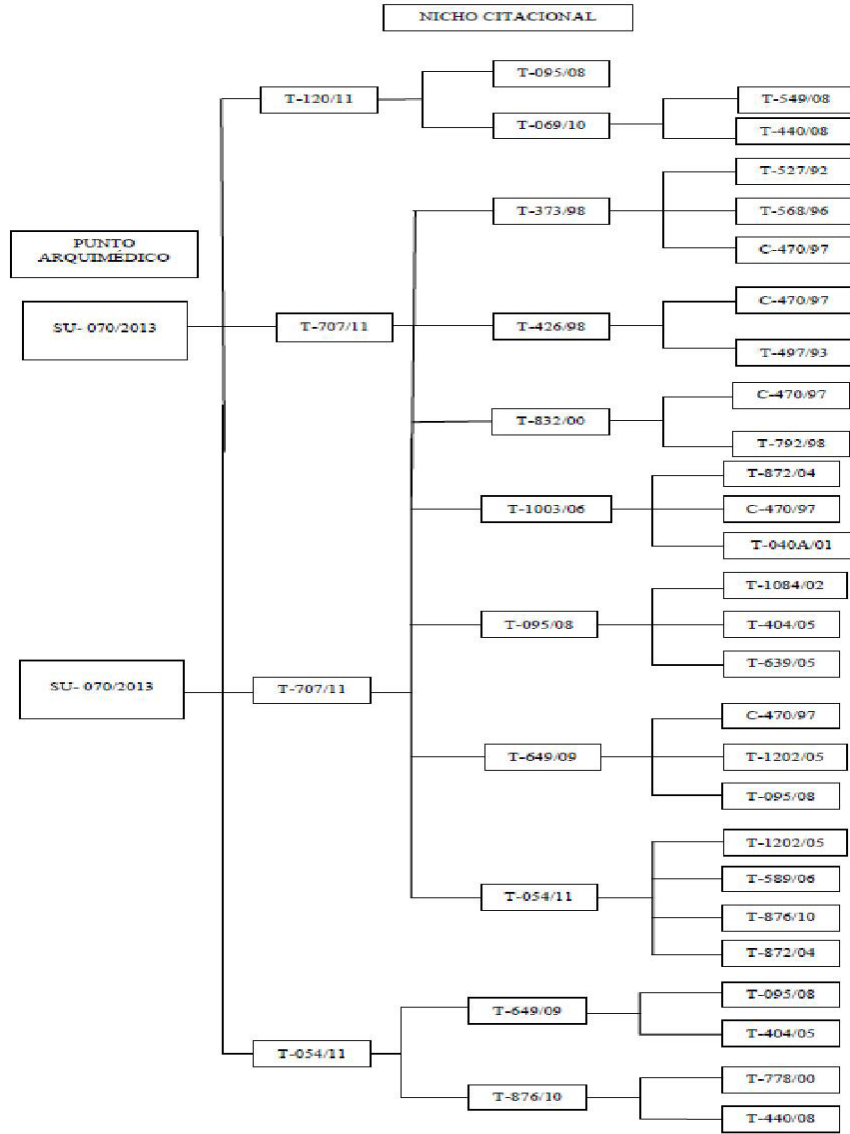 NICHO CITACIONAL
T-095/08
T-120/11
T-549/08
T-069/10
T-440/08
T-527/92
T-373/98
T-568/96
PUNTO
ARQUIMÉDICO
C-470/97
C-470/97
SU- 070/2013
T-707/11
T-426/98
T-497/93
C-470/97
T-832/00
T-792/98
T-872/04
T-1003/06
C-470/97
T-040A/01
T-1084/02
T-095/08
T-404/05
T-639/05
SU- 070/2013
T-707/11
C-470/97
T-649/09
T-1202/05
T-095/08
T-1202/05
T-589/06
T-054/11
T-876/10
T-872/04
T-095/08
T-649/09
T-404/05
T-054/11
T-778/00
T-876/10
T-440/08